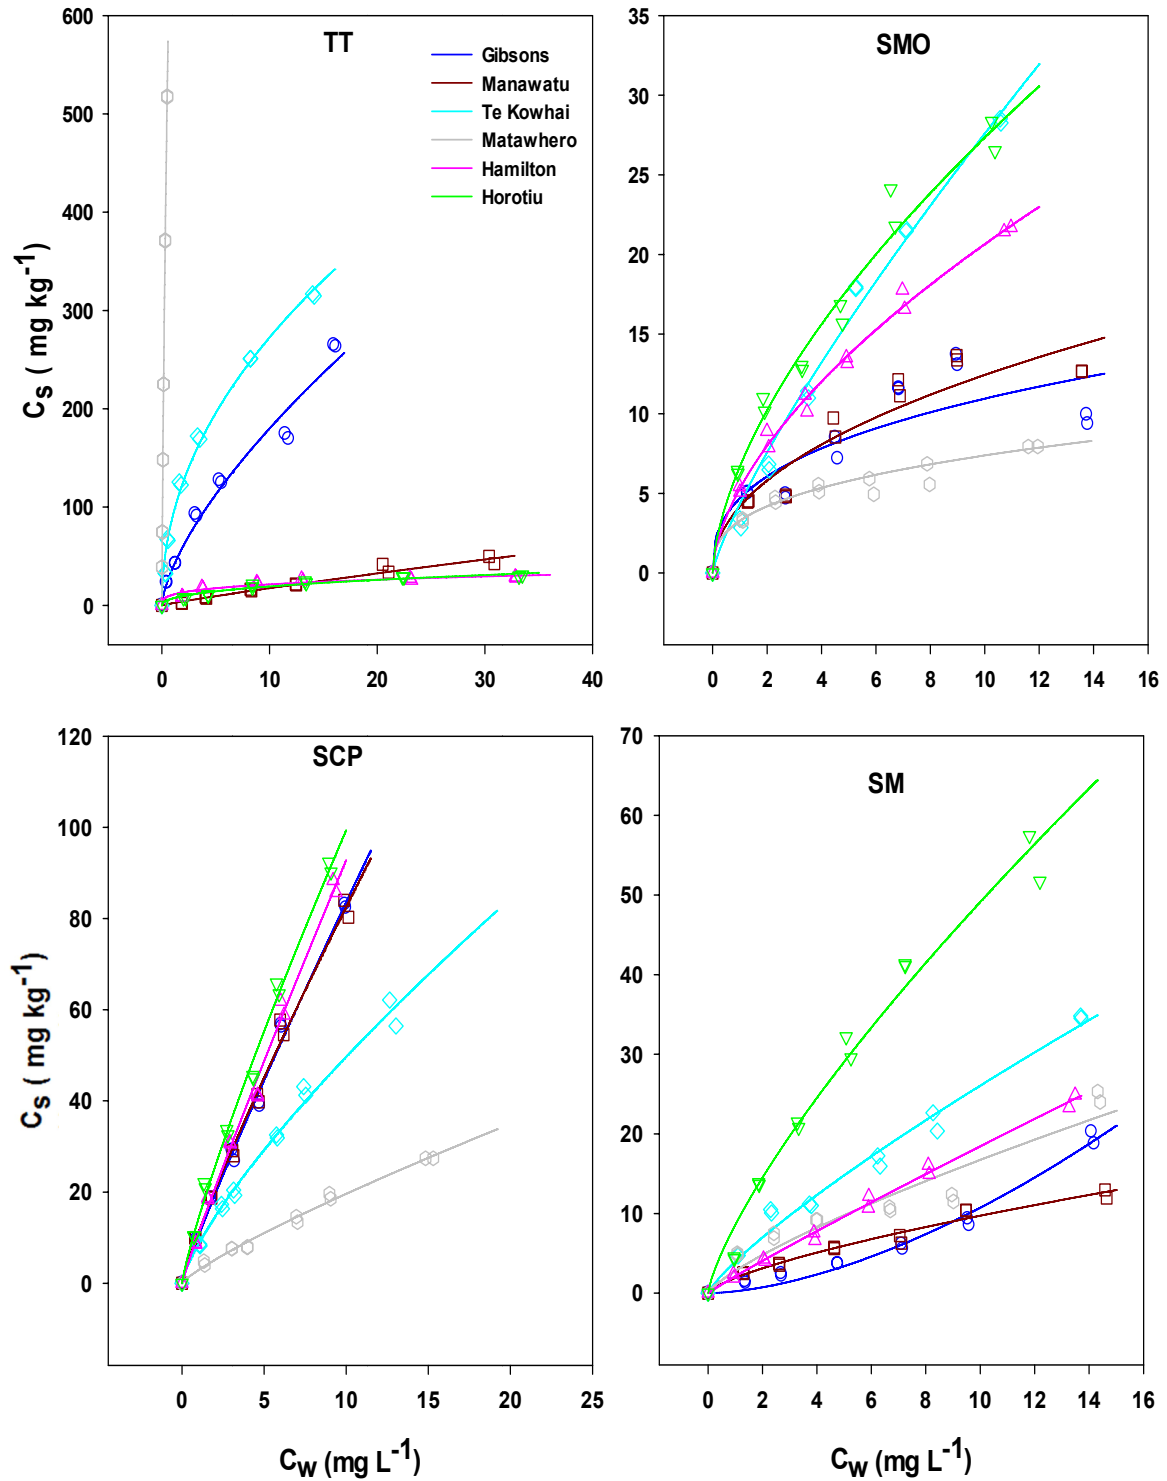 TT
Gibsons
Manawatu
Te Kowhai
Matawhero
Hamilton
Horotiu
C_S ( mg kg^-1)
600
500
400
300
200
100
0
0 10 20 30 40
SMO
35
30
25
20
15
10
5
0
0 2 4 6 8 10 12 14 16
SCP
C_S ( mg kg^-1)
120
100
80
60
40
20
0
0 5 10 15 20 25
C_W (mg L^-1)
SM
70
60
50
40
30
20
10
0
0 2 4 6 8 10 12 14 16
C_W (mg L^-1)